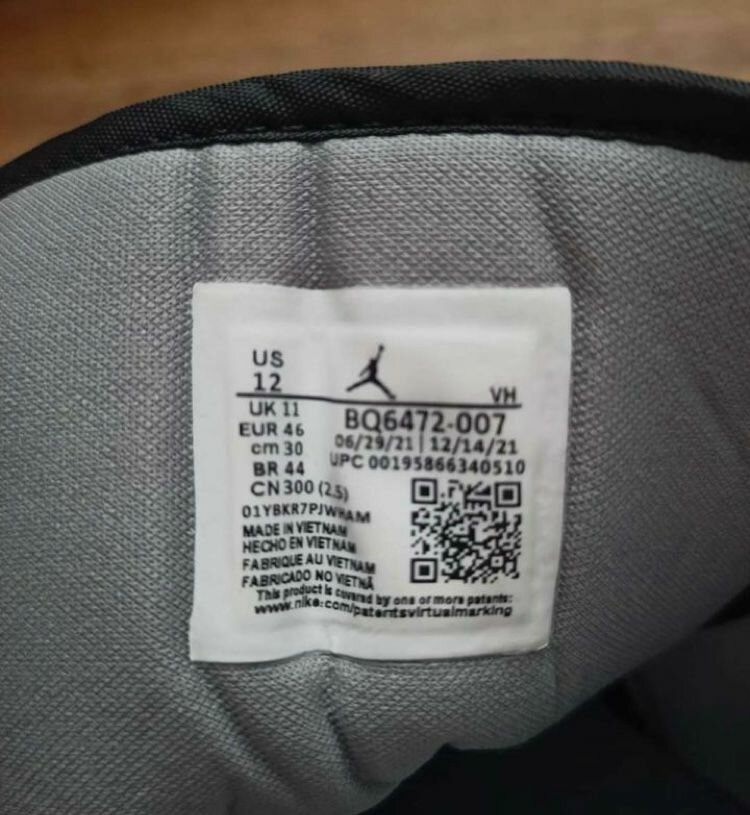 US
12
VH
UK 11
EUR 46
cm 30
BR 44
CN 300 (2.5)
BQ6472-007
06/29/21 | 12/14/21
UPC 00195866340510
01YBKR7PJWHAM
MADE IN VIETNAM
HECHO EN VIETNAM
FABRIQUE AU VIETNAM
FABRICADO NO VIETNÃ
This product is covered by one or more patents:
www.nike.com/patentsvirtualmarking